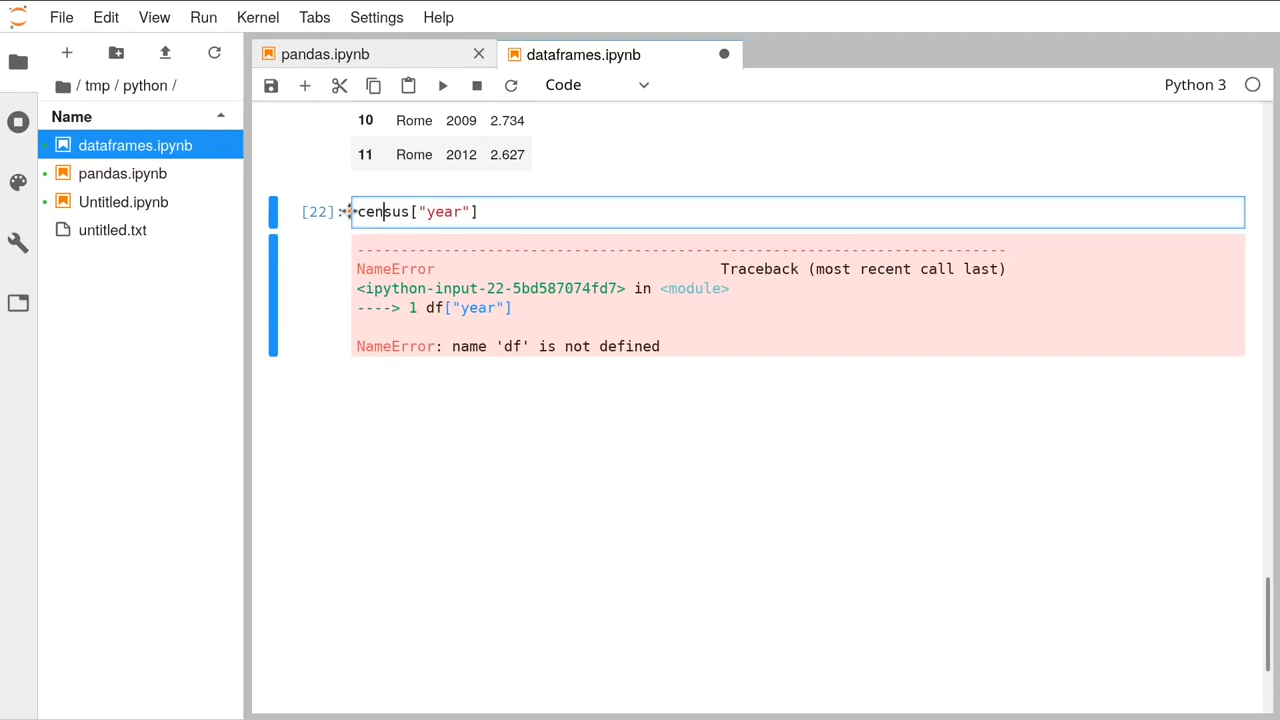 File Edit View Run Kernel Tabs Settings Help
pandas.ipynb
dataframes.ipynb
/ tmp / python /
Code
Python 3
Name
dataframes.ipynb
pandas.ipynb
Untitled.ipynb
untitled.txt
10 Rome 2009 2.734
11 Rome 2012 2.627
[22]: census["year"]
---------------------------------------------------------------------------
NameError Traceback (most recent call last)
<ipython-input-22-5bd587074fd7> in <module>
----> 1 df["year"]
NameError: name 'df' is not defined